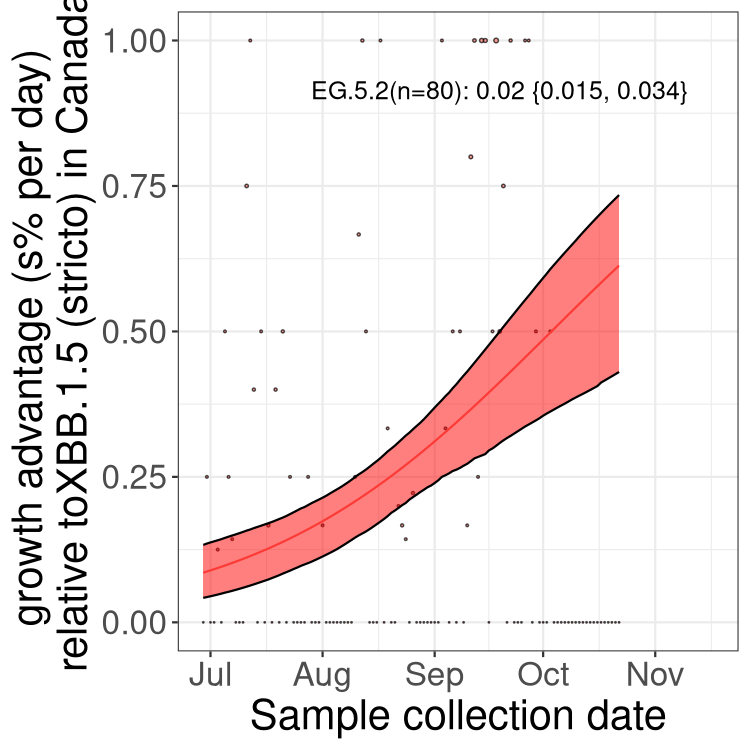 growth advantage (s% per day)
relative toXBB.1.5 (stricto) in Canada
1.00
EG.5.2(n=80): 0.02 {0.015, 0.034}
0.75
0.50
0.25
0.00
Jul Aug Sep Oct Nov
Sample collection date